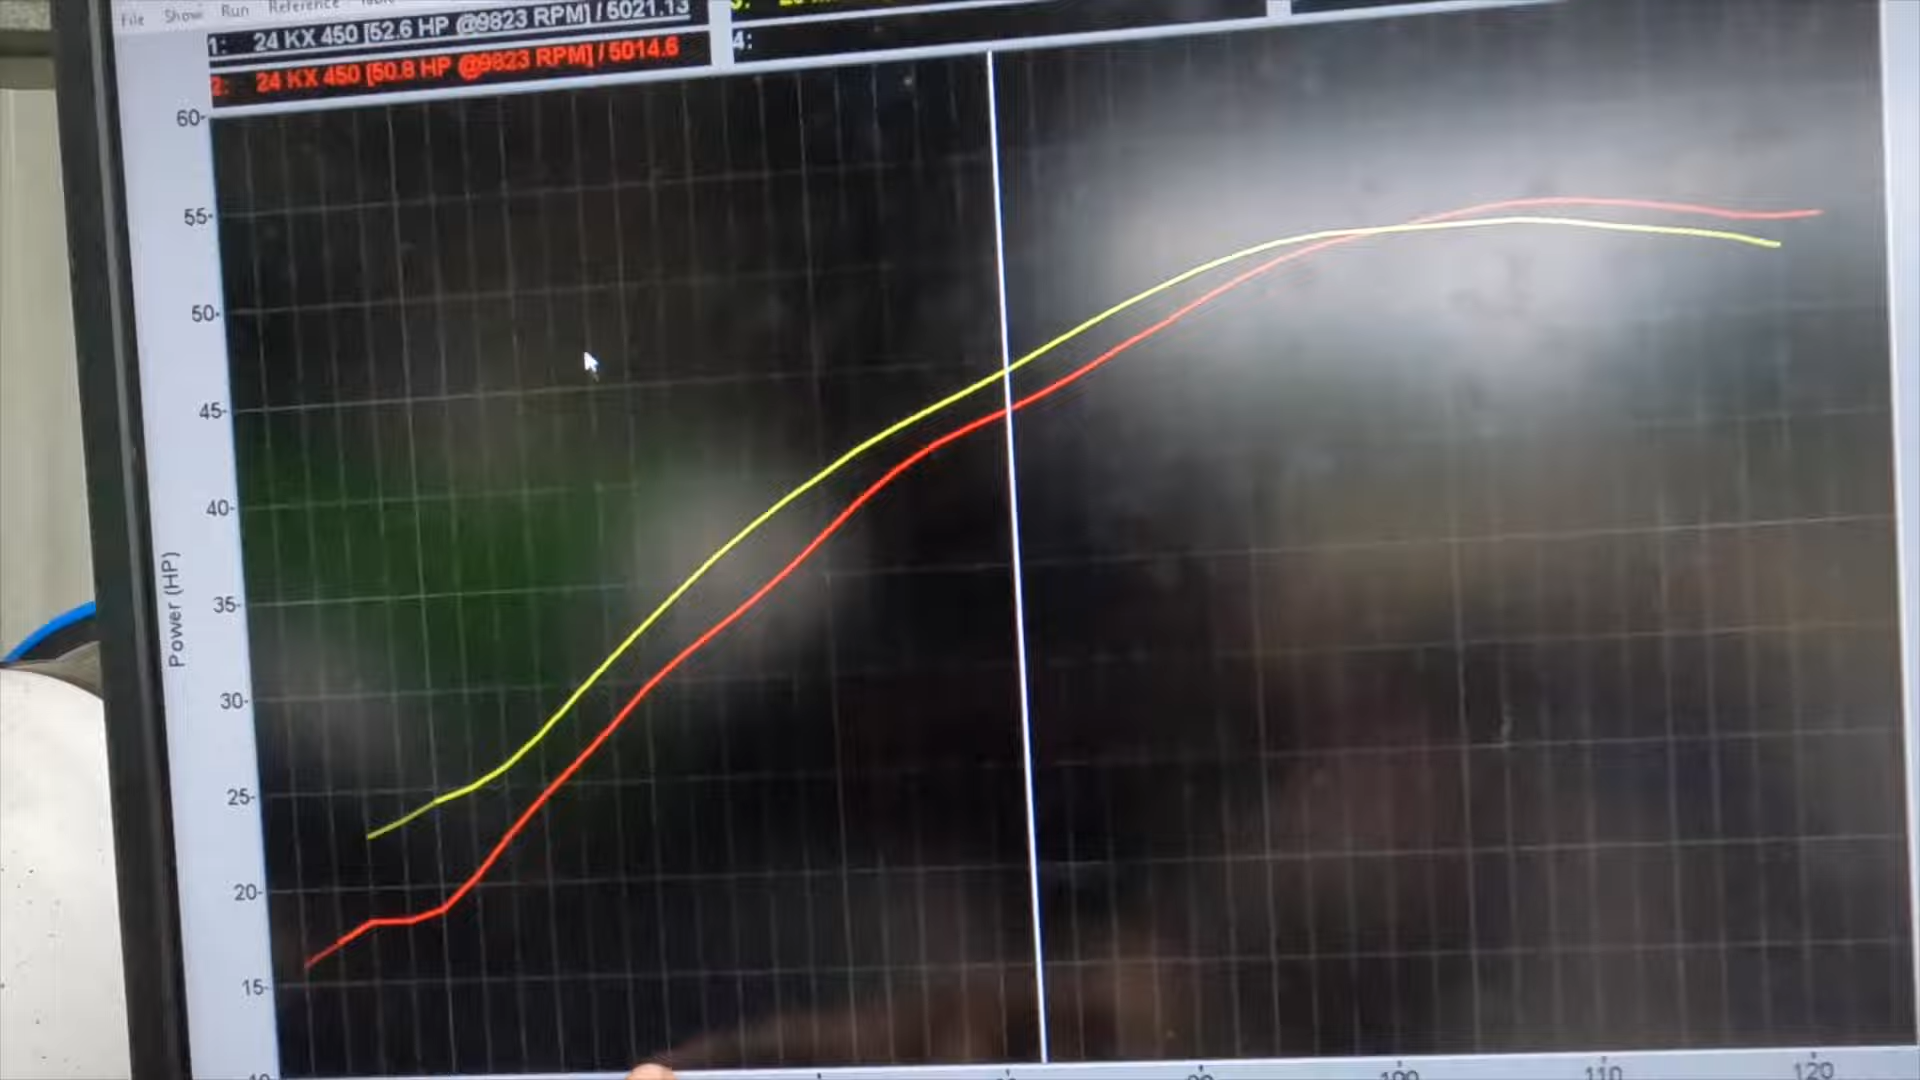 File Show Run Reference
1: 24 KX 450 [52.6 HP @9823 RPM] / 5021.13
2: 24 KX 450 [50.8 HP @9823 RPM] / 5014.6
4:
60
55
50
45
40
35
30
25
20
15
Power (HP)
100 110 120